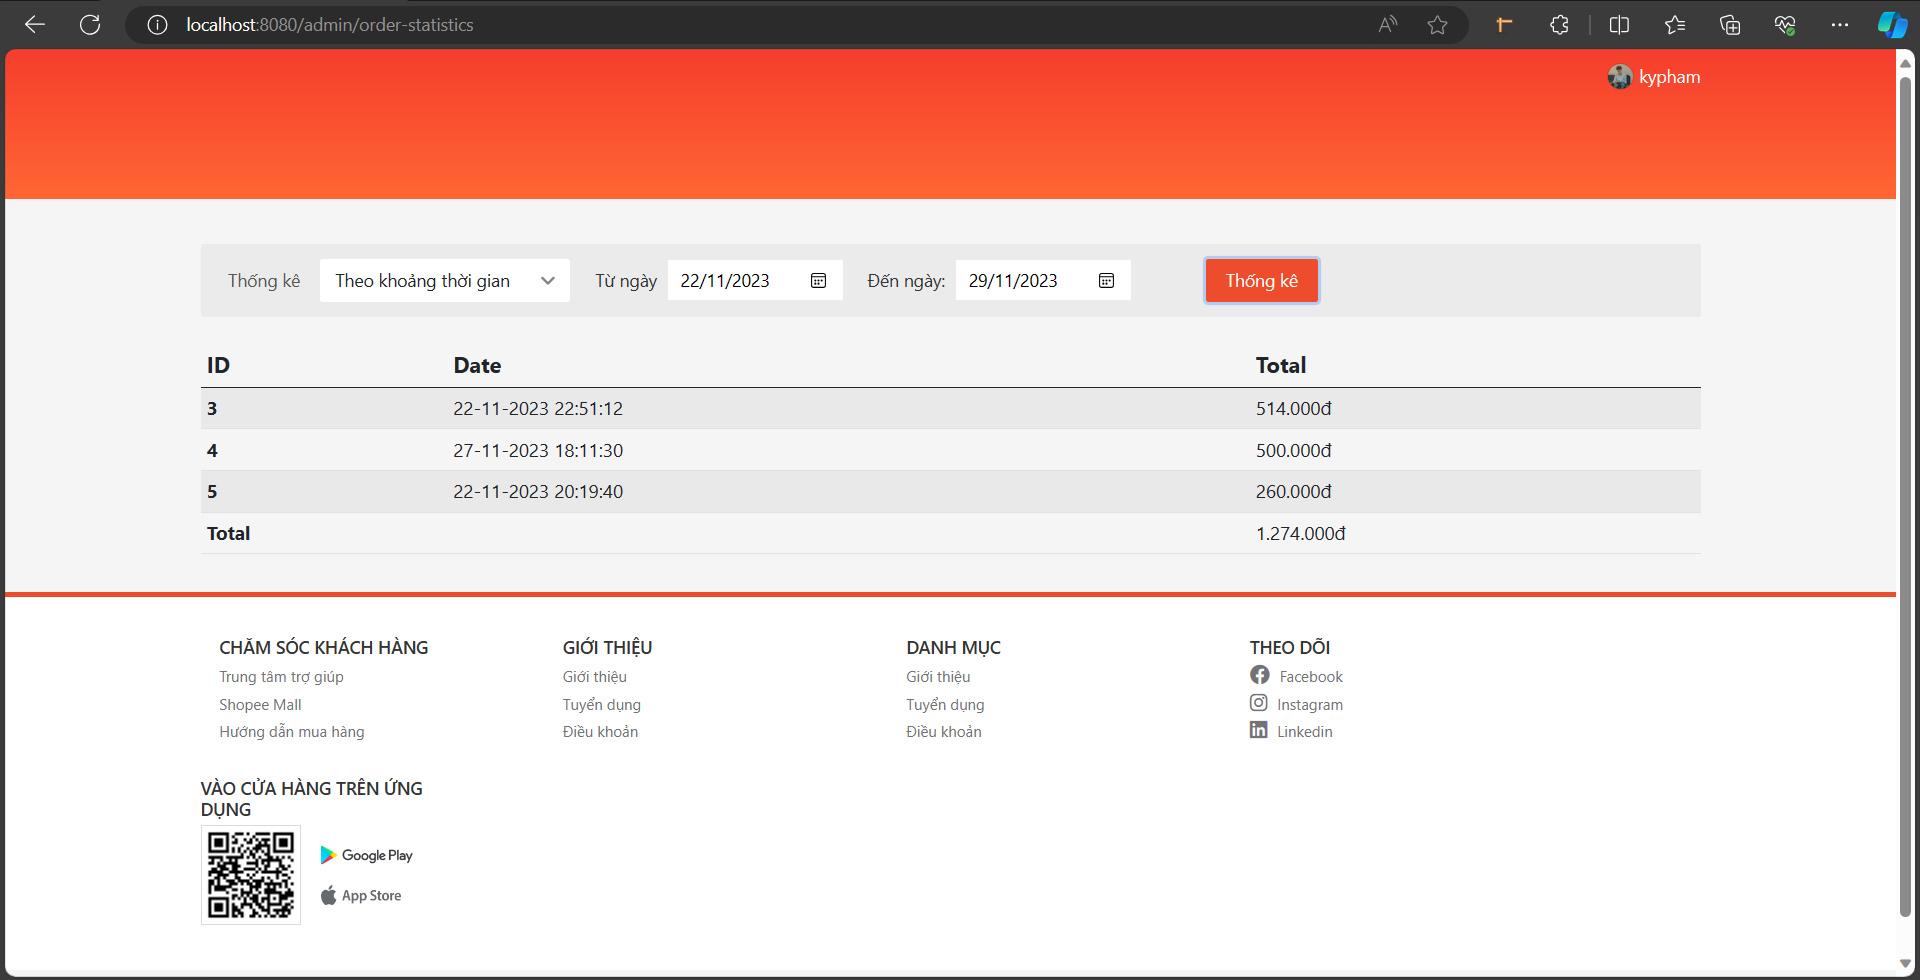 localhost:8080/admin/order-statistics
kypham
Thống kê Theo khoảng thời gian Từ ngày 22/11/2023 Đến ngày: 29/11/2023 Thống kê
ID Date Total
3 22-11-2023 22:51:12 514.000đ
4 27-11-2023 18:11:30 500.000đ
5 22-11-2023 20:19:40 260.000đ
Total 1.274.000đ
CHĂM SÓC KHÁCH HÀNG
Trung tâm trợ giúp
Shopee Mall
Hướng dẫn mua hàng
GIỚI THIỆU
Giới thiệu
Tuyển dụng
Điều khoản
DANH MỤC
Giới thiệu
Tuyển dụng
Điều khoản
THEO DÕI
Facebook
Instagram
Linkedin
VÀO CỬA HÀNG TRÊN ỨNG
DỤNG
Google Play
App Store